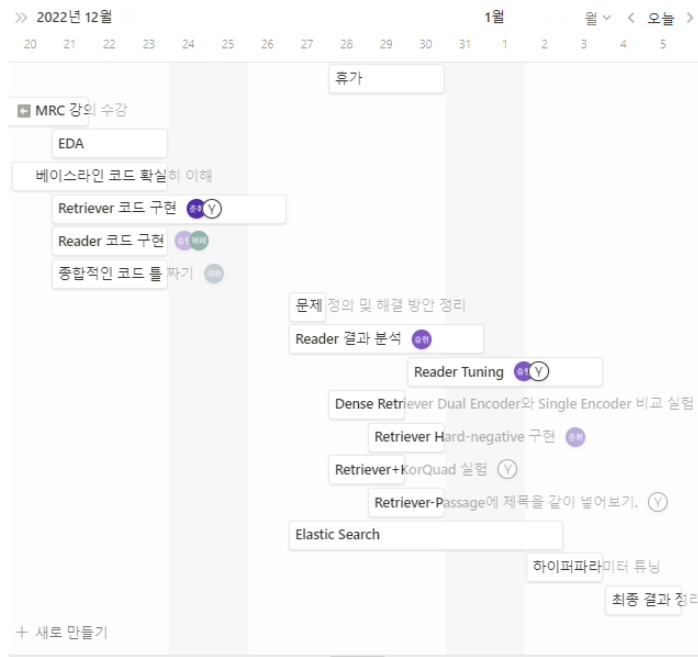 2022년 12월 1월 월 오늘
20 21 22 23 24 25 26 27 28 29 30 31 1 2 3 4 5
휴가
MRC 강의 수강
EDA
베이스라인 코드 확실히 이해
Retriever 코드 구현 준휘 Y
Reader 코드 구현
종합적인 코드 틀 짜기
문제 정의 및 해결 방안 정리
Reader 결과 분석 승현
Reader Tuning Y
Dense Retriever Dual Encoder와 Single Encoder 비교 실험
Retriever Hard-negative 구현 준휘
Retriever+KorQuad 실험 Y
Retriever-Passage에 제목을 같이 넣어보기. Y
Elastic Search
하이퍼파라미터 튜닝
최종 결과 정리
+ 새로 만들기